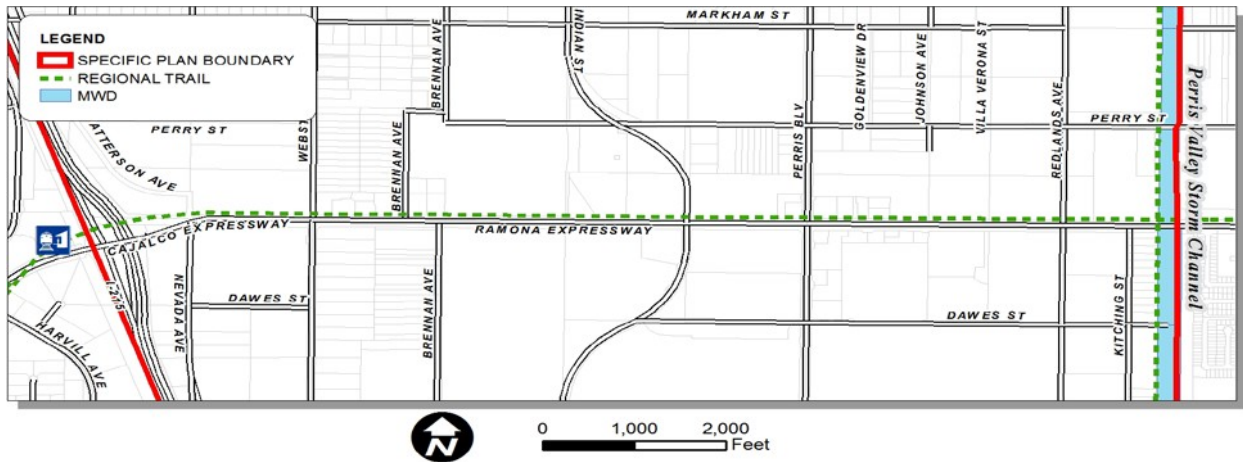 LEGEND
SPECIFIC PLAN BOUNDARY
REGIONAL TRAIL
MWD
MARKHAM ST
INDIAN ST
BRENNAN AVE
GOLDENVIEW DR
JOHNSON AVE
VILLA VERONA ST
REDLANDS AVE
PERRIS BLV
PERRY ST
PERRY ST
ATTERSON AVE
WEBST
BRENNAN AVE
Perris Valley Storm Channel
CAJALCO EXPRESSWAY
RAMONA EXPRESSWAY
I-215
NEVADA AVE
DAWES ST
BRENNAN AVE
DAWES ST
KITCHING ST
HARVILL AVE
N
0 1,000 2,000
Feet